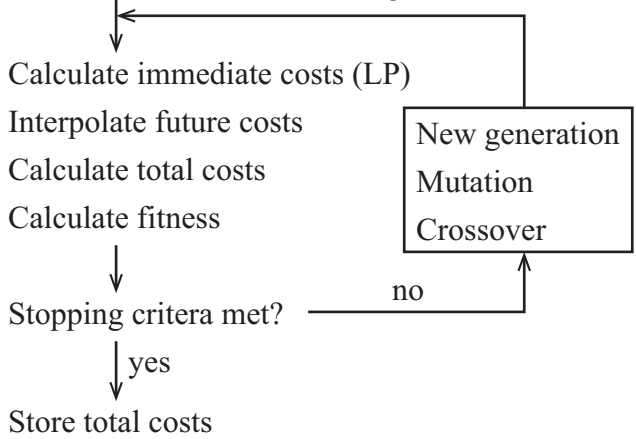 Calculate immediate costs (LP)
Interpolate future costs
Calculate total costs
Calculate fitness
New generation
Mutation
Crossover
Stopping critera met?
no
yes
Store total costs